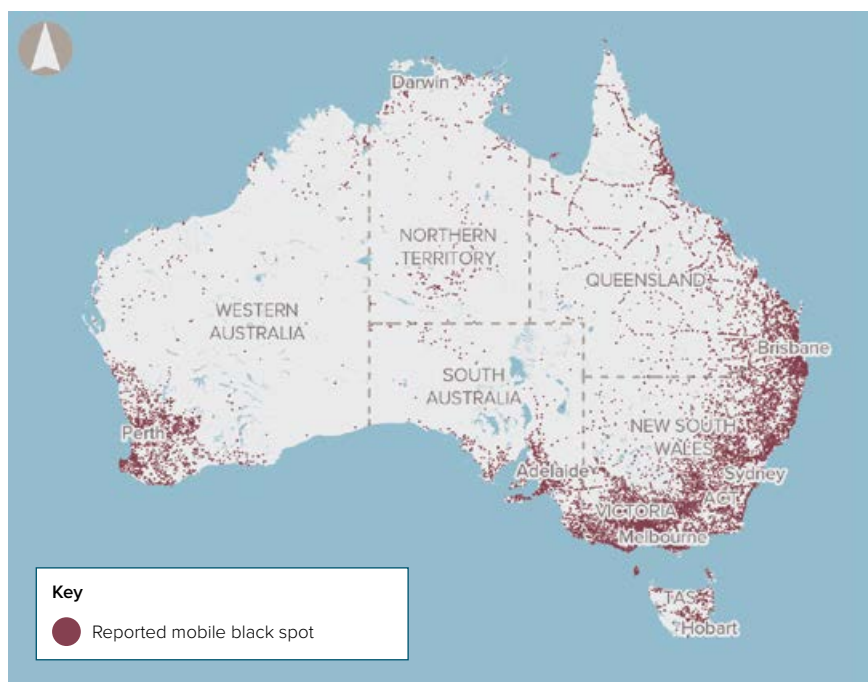 Darwin
NORTHERN
TERRITORY
QUEENSLAND
WESTERN
AUSTRALIA
Brisbane
SOUTH
AUSTRALIA
NEW SOUTH
WALES
Perth
Adelaide
Sydney
ACT
VICTORIA
Melbourne
TAS
Hobart
Key
Reported mobile black spot